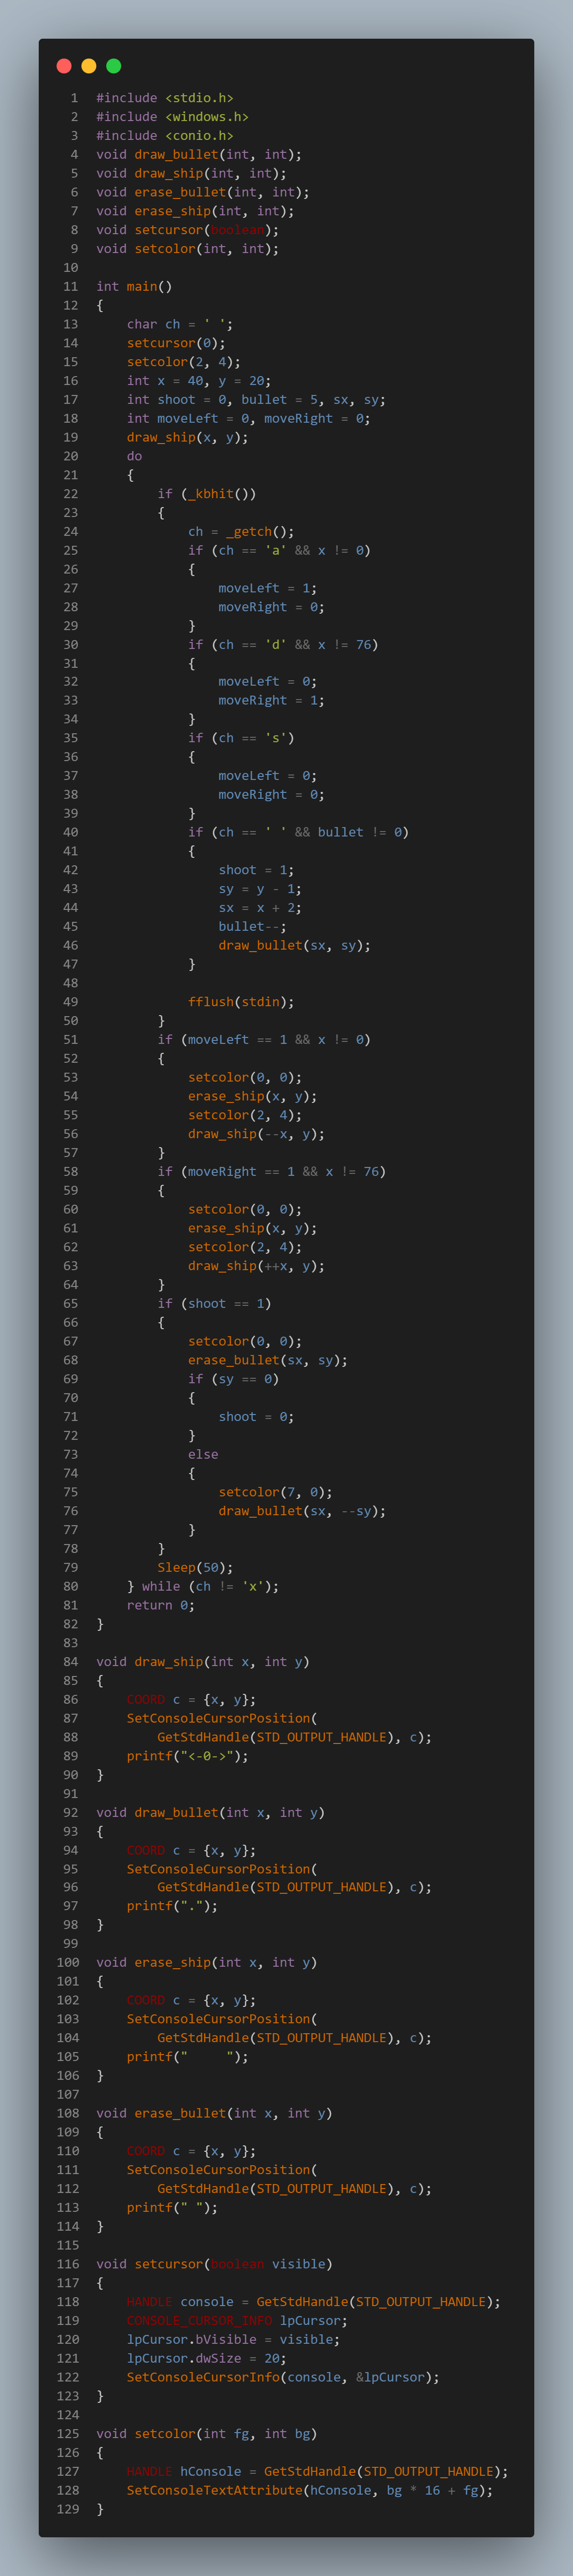 1 #include <stdio.h>
2 #include <windows.h>
3 #include <conio.h>
4 void draw_bullet(int, int);
5 void draw_ship(int, int);
6 void erase_bullet(int, int);
7 void erase_ship(int, int);
8 void setcursor(boolean);
9 void setcolor(int, int);
10
11 int main()
12 {
13     char ch = ' ';
14     setcursor(0);
15     setcolor(2, 4);
16     int x = 40, y = 20;
17     int shoot = 0, bullet = 5, sx, sy;
18     int moveLeft = 0, moveRight = 0;
19     draw_ship(x, y);
20     do
21     {
22         if (_kbhit())
23         {
24             ch = _getch();
25             if (ch == 'a' && x != 0)
26             {
27                 moveLeft = 1;
28                 moveRight = 0;
29             }
30             if (ch == 'd' && x != 76)
31             {
32                 moveLeft = 0;
33                 moveRight = 1;
34             }
35             if (ch == 's')
36             {
37                 moveLeft = 0;
38                 moveRight = 0;
39             }
40             if (ch == ' ' && bullet != 0)
41             {
42                 shoot = 1;
43                 sy = y - 1;
44                 sx = x + 2;
45                 bullet--;
46                 draw_bullet(sx, sy);
47             }
48
49             fflush(stdin);
50         }
51         if (moveLeft == 1 && x != 0)
52         {
53             setcolor(0, 0);
54             erase_ship(x, y);
55             setcolor(2, 4);
56             draw_ship(--x, y);
57         }
58         if (moveRight == 1 && x != 76)
59         {
60             setcolor(0, 0);
61             erase_ship(x, y);
62             setcolor(2, 4);
63             draw_ship(++x, y);
64         }
65         if (shoot == 1)
66         {
67             setcolor(0, 0);
68             erase_bullet(sx, sy);
69             if (sy == 0)
70             {
71                 shoot = 0;
72             }
73             else
74             {
75                 setcolor(7, 0);
76                 draw_bullet(sx, --sy);
77             }
78         }
79         Sleep(50);
80     } while (ch != 'x');
81     return 0;
82 }
83
84 void draw_ship(int x, int y)
85 {
86     COORD c = {x, y};
87     SetConsoleCursorPosition(
88         GetStdHandle(STD_OUTPUT_HANDLE), c);
89     printf("<-0->");
90 }
91
92 void draw_bullet(int x, int y)
93 {
94     COORD c = {x, y};
95     SetConsoleCursorPosition(
96         GetStdHandle(STD_OUTPUT_HANDLE), c);
97     printf(".");
98 }
99
100 void erase_ship(int x, int y)
101 {
102     COORD c = {x, y};
103     SetConsoleCursorPosition(
104         GetStdHandle(STD_OUTPUT_HANDLE), c);
105     printf("     ");
106 }
107
108 void erase_bullet(int x, int y)
109 {
110     COORD c = {x, y};
111     SetConsoleCursorPosition(
112         GetStdHandle(STD_OUTPUT_HANDLE), c);
113     printf(" ");
114 }
115
116 void setcursor(boolean visible)
117 {
118     HANDLE console = GetStdHandle(STD_OUTPUT_HANDLE);
119     CONSOLE_CURSOR_INFO lpCursor;
120     lpCursor.bVisible = visible;
121     lpCursor.dwSize = 20;
122     SetConsoleCursorInfo(console, &lpCursor);
123 }
124
125 void setcolor(int fg, int bg)
126 {
127     HANDLE hConsole = GetStdHandle(STD_OUTPUT_HANDLE);
128     SetConsoleTextAttribute(hConsole, bg * 16 + fg);
129 }